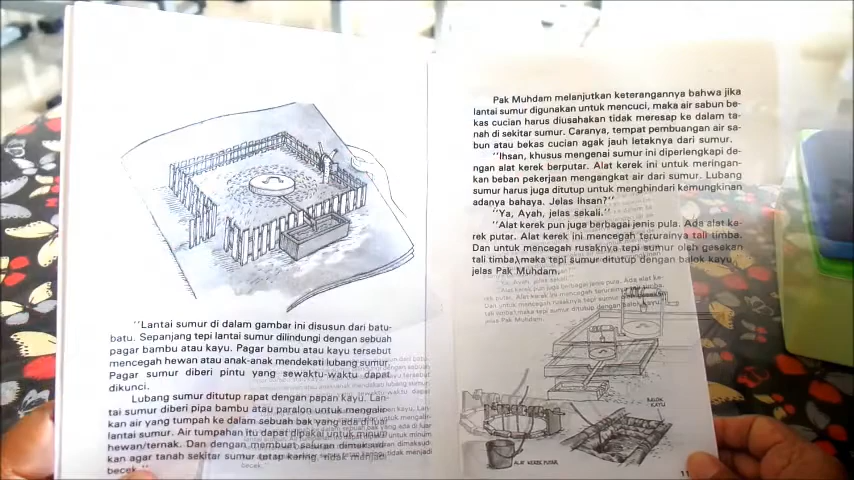 "Lantai sumur di dalam gambar ini disusun dari batu-
batu. Sepanjang tepi lantai sumur diberi pagar sebuah
pagar bambu atau kayu. Pagar bambu atau kayu tersebut
mencegah hewan atau anak-anak mendekati lubang sumur.
Pagar sumur diberi pintu yang sewaktu-waktu dapat
dikunci.
Lubang sumur ditutup rapat dengan papan kayu. Lan-
tai sumur diberi pipa bambu atau paralon untuk mengalir-
kan air yang tumpah ke dalam sebuah bak yang ada di luar
lantai sumur. Air tumpahan itu dapat dipakai untuk minum
hewan/ternak. Dan dengan membuat saluran dimaksudkan
kan agar tanah sekitar sumur tetap kering, tidak menjadi
becek."
Pak Muhdam melanjutkan keterangannya bahwa jika
lantai sumur digunakan untuk mencuci, maka air sabun be-
kas cucian harus diusahakan tidak meresap ke dalam ta-
nah di sekitar sumur. Caranya, tempat pembuangan air sa-
bun atau bekas cucian agak jauh letaknya dari sumur.
"Ihsan, khusus mengenai sumur ini diperlengkapi de-
ngan alat kerek berputar. Alat kerek ini untuk meringan-
kan beban pekerjaan mengangkat air dari sumur. Lubang
sumur harus juga ditutup untuk menghindari kemungkinan
adanya bahaya. Jelas Ihsan?"
"Ya, Ayah, jelas sekali."
"Alat kerek pun juga berbagai jenis pula. Ada alat ke-
rek putar. Alat kerek ini mencegah terurainya tali timba.
Dan untuk mencegah rusaknya tepi sumur oleh gesekan
tali timba, maka tepi sumur ditutup dengan balok kayu,"
jelas Pak Muhdam.
BALOK
KAYU
ALAT KEREK PUTAR